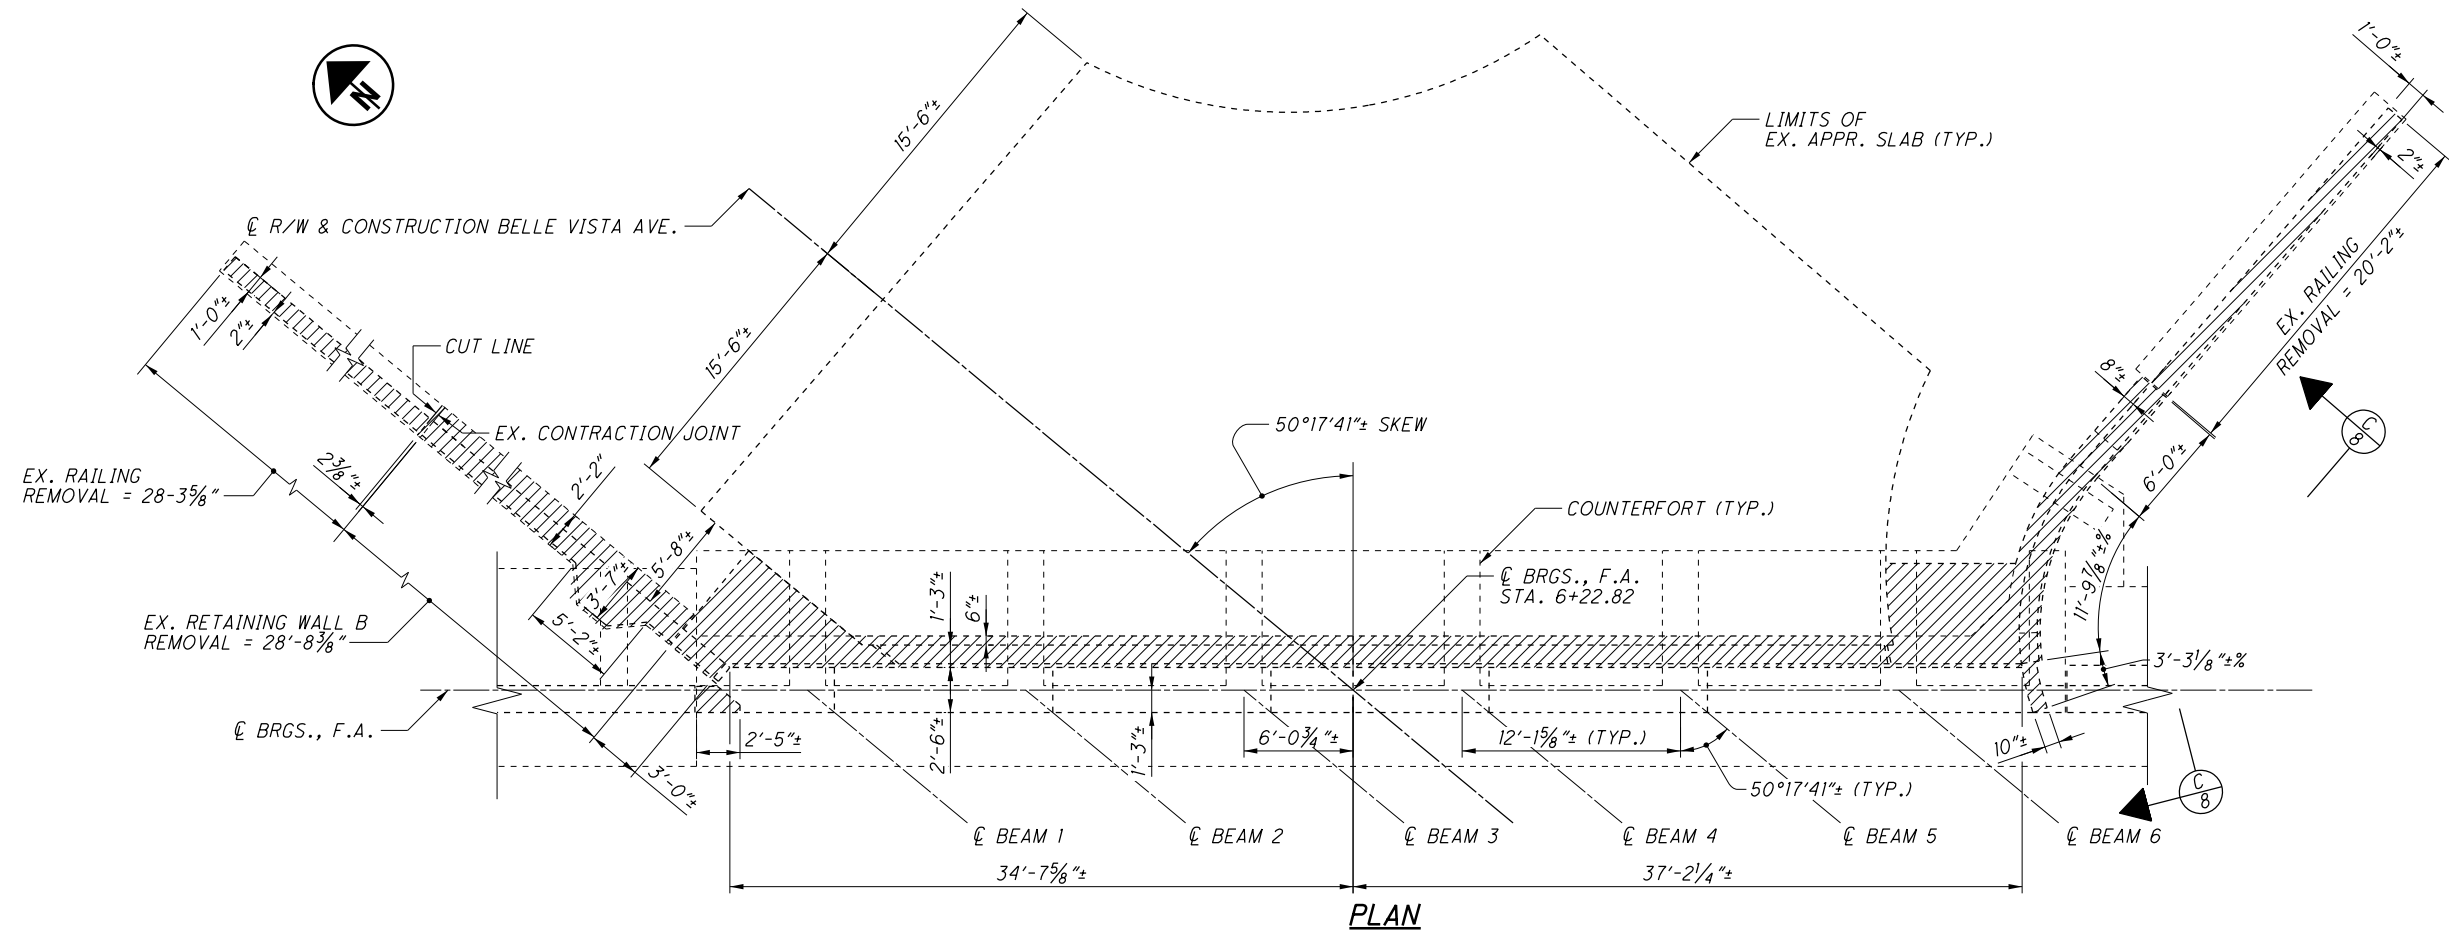 N
15'-6"±
1'-0"±
LIMITS OF
EX. APPR. SLAB (TYP.)
2"±
℄ R/W & CONSTRUCTION BELLE VISTA AVE.
1'-0"±
2"±
CUT LINE
15'-6"±
EX. RAILING
REMOVAL = 20'-2"±
8"±
EX. CONTRACTION JOINT
50°17'41"± SKEW
C
8
EX. RAILING
REMOVAL = 28-3⅝"
2⅜"±
2'-2"
6'-0"±
COUNTERFORT (TYP.)
5'-8"±
3'-7"±
1'-3"±
6"±
℄ BRGS., F.A.
STA. 6+22.82
11'-9⅞"±%
EX. RETAINING WALL B
REMOVAL = 28'-8⅜"
5'-2"±
3'-3⅛"±%
℄ BRGS., F.A.
2'-5"±
2'-6"±
1'-3"±
6'-0¾"±
12'-1⅝"± (TYP.)
10"±
3'-0"±
50°17'41"± (TYP.)
C
8
℄ BEAM 1
℄ BEAM 2
℄ BEAM 3
℄ BEAM 4
℄ BEAM 5
℄ BEAM 6
34'-7⅝"±
37'-2¼"±
PLAN